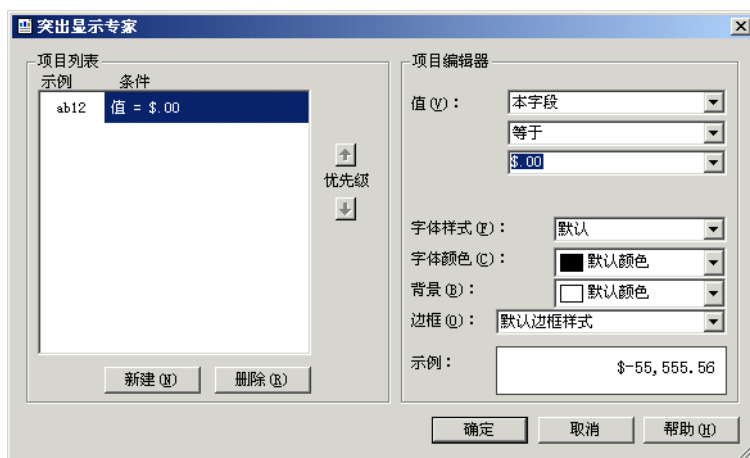 突出显示专家
项目列表
示例 条件
ab12 值 = $.00
优先级
新建(N) 删除(R)
项目编辑器
值(V): 本字段
等于
$.00
字体样式(F): 默认
字体颜色(C): 默认颜色
背景(B): 默认颜色
边框(O): 默认边框样式
示例: $-55,555.56
确定 取消 帮助(H)